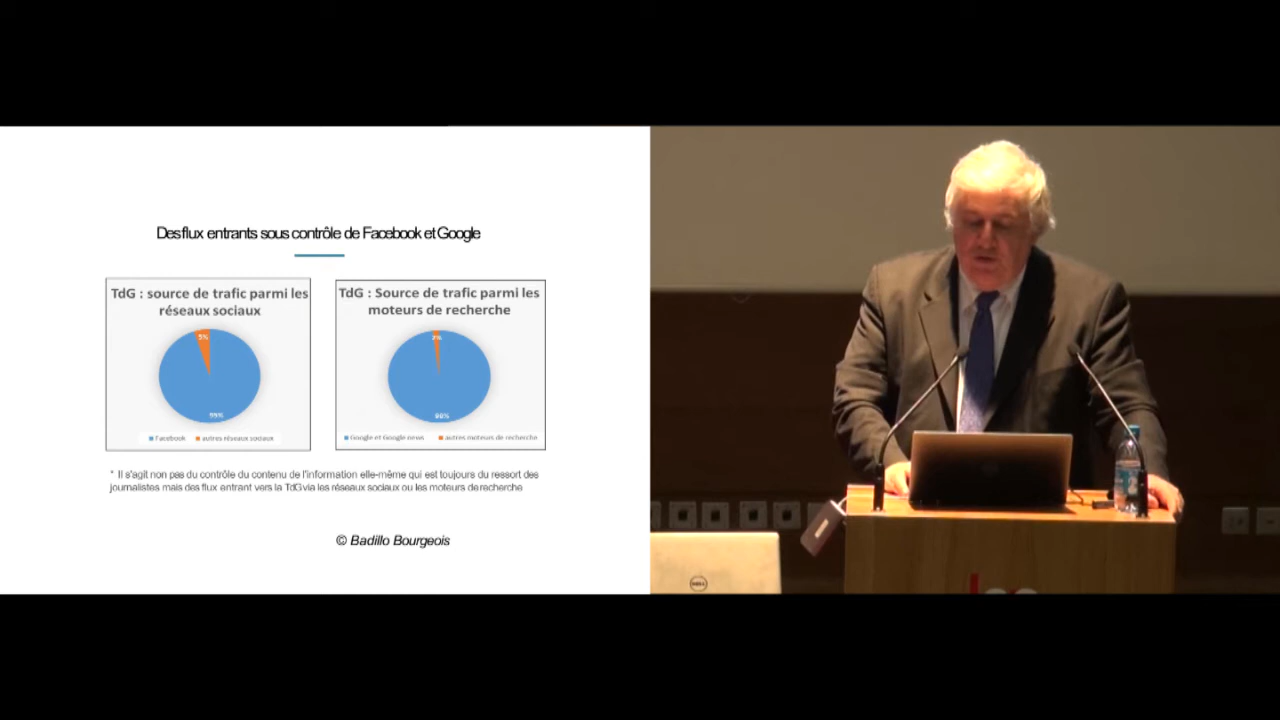 Des flux entrants sous contrôle de Facebook et Google
TdG : source de trafic parmi les
réseaux sociaux
5%
95%
Facebook autres réseaux sociaux
TdG : Source de trafic parmi les
moteurs de recherche
2%
98%
Google et Google news autres moteurs de recherche
* Il s'agit non pas du contrôle du contenu de l'information elle-même qui est toujours du ressort des
journalistes mais des flux entrant vers la TdG via les réseaux sociaux ou les moteurs de recherche
© Badillo Bourgeois
DELL